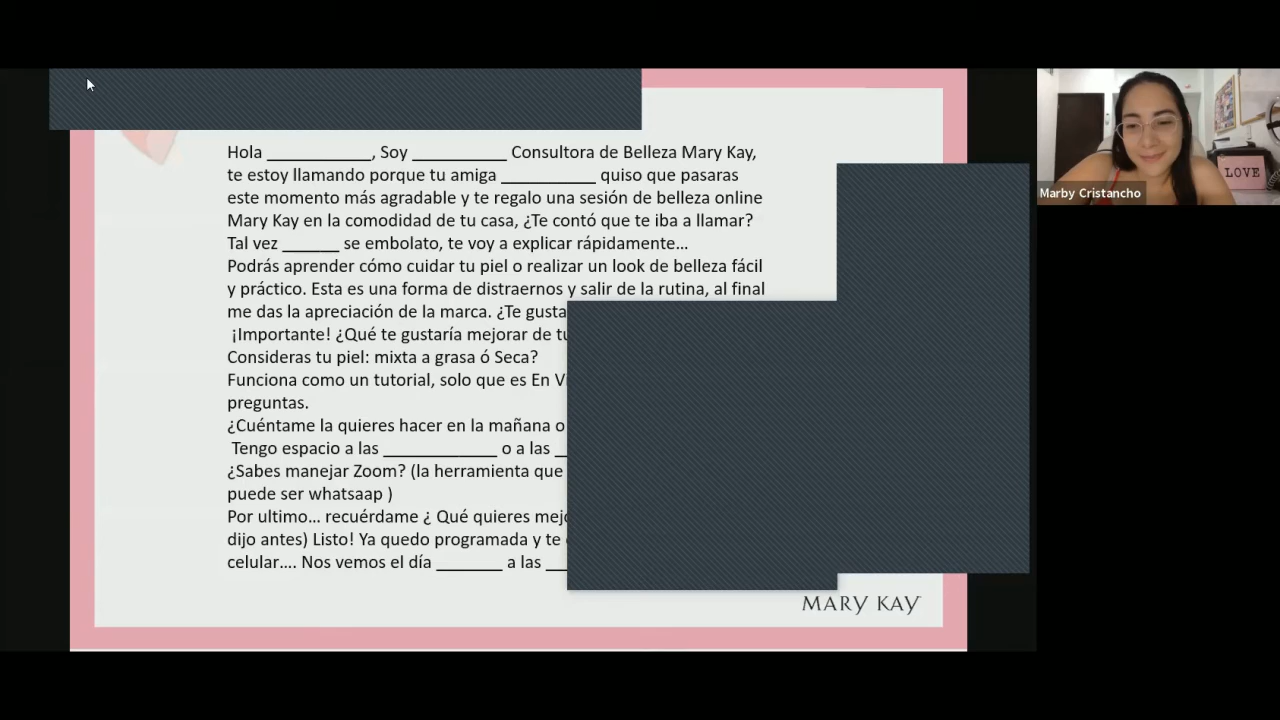 Hola ___________, Soy __________ Consultora de Belleza Mary Kay,
te estoy llamando porque tu amiga __________ quiso que pasaras
este momento más agradable y te regalo una sesión de belleza online
Mary Kay en la comodidad de tu casa, ¿Te contó que te iba a llamar?
Tal vez ______ se embolato, te voy a explicar rápidamente…
Podrás aprender cómo cuidar tu piel o realizar un look de belleza fácil
y práctico. Esta es una forma de distraernos y salir de la rutina, al final
me das la apreciación de la marca. ¿Te gusta
¡Importante! ¿Qué te gustaría mejorar de
Consideras tu piel: mixta a grasa ó Seca?
Funciona como un tutorial, solo que es En
preguntas.
¿Cuéntame la quieres hacer en la mañana o
Tengo espacio a las ____________ o a las __
¿Sabes manejar Zoom? (la herramienta que
puede ser whatsaap )
Por ultimo… recuérdame ¿ Qué quieres
dijo antes) Listo! Ya quedo programada y te
celular…. Nos vemos el día _______ a las ___
MARY KAY
Marby Cristancho
LOVE